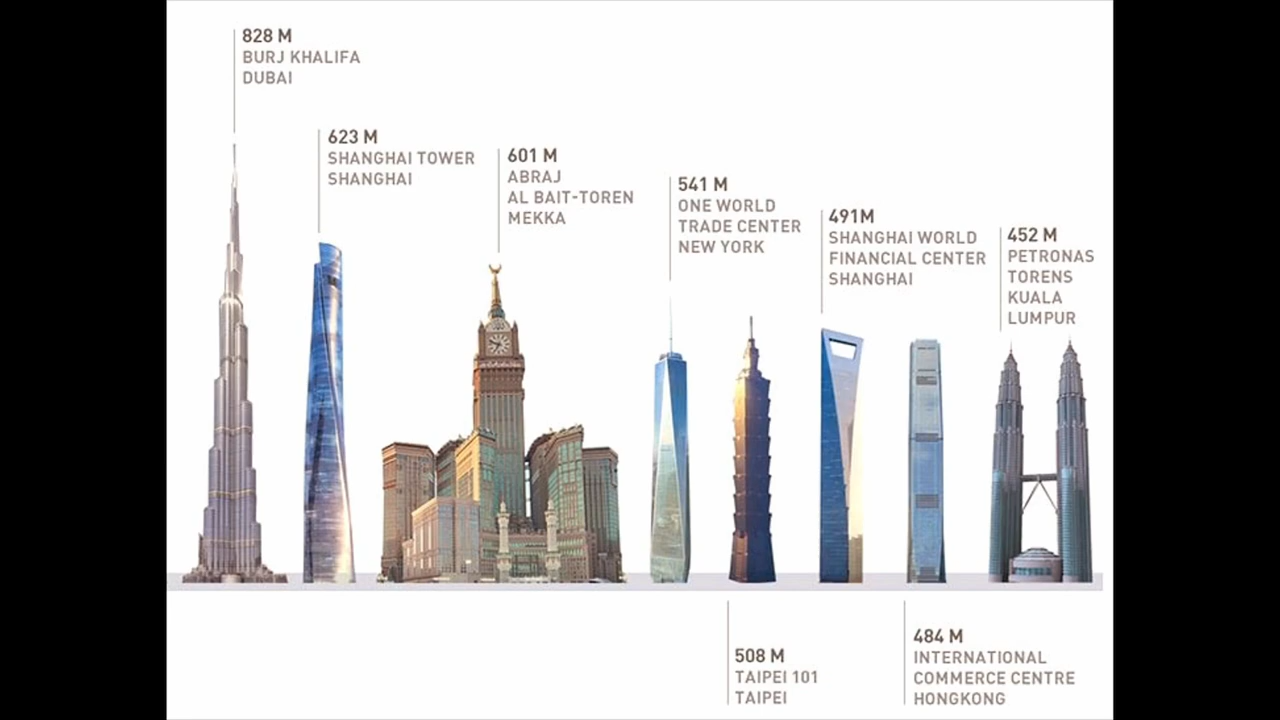 828 M
BURJ KHALIFA
DUBAI
623 M
SHANGHAI TOWER
SHANGHAI
601 M
ABRAJ
AL BAIT-TOREN
MEKKA
541 M
ONE WORLD
TRADE CENTER
NEW YORK
491M
SHANGHAI WORLD
FINANCIAL CENTER
SHANGHAI
452 M
PETRONAS
TORENS
KUALA
LUMPUR
508 M
TAIPEI 101
TAIPEI
484 M
INTERNATIONAL
COMMERCE CENTRE
HONGKONG